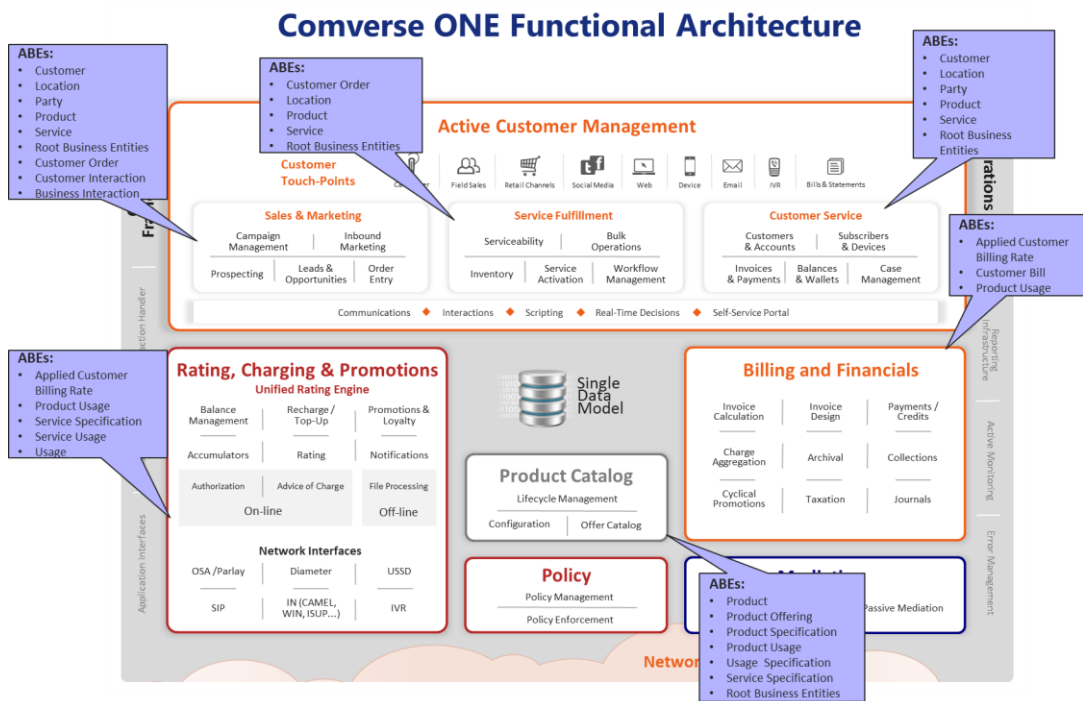 Comverse ONE Functional Architecture
ABEs:
• Customer
• Location
• Party
• Product
• Service
• Root Business Entities
• Customer Order
• Customer Interaction
• Business Interaction
ABEs:
• Customer Order
• Location
• Product
• Service
• Root Business Entities
ABEs:
• Customer
• Location
• Party
• Product
• Service
• Root Business
Entities
Active Customer Management
Customer
Touch-Points
Field Sales
Retail Channels
Social Media
Web
Device
Email
IVR
Bills & Statements
Sales & Marketing
Campaign
Management
Inbound
Marketing
Prospecting
Leads &
Opportunities
Order
Entry
Service Fulfillment
Serviceability
Bulk
Operations
Inventory
Service
Activation
Workflow
Management
Customer Service
Customers
& Accounts
Subscribers
& Devices
Invoices
& Payments
Balances
& Wallets
Case
Management
Communications ◆ Interactions ◆ Scripting ◆ Real-Time Decisions ◆ Self-Service Portal
ABEs:
• Applied Customer
Billing Rate
• Customer Bill
• Product Usage
ABEs:
• Applied Customer
Billing Rate
• Product Usage
• Service Specification
• Service Usage
• Usage
Rating, Charging & Promotions
Unified Rating Engine
Balance
Management
Recharge /
Top-Up
Promotions &
Loyalty
Accumulators
Rating
Notifications
Authorization
Advice of Charge
File Processing
On-line
Off-line
Network Interfaces
OSA /Parlay
Diameter
USSD
SIP
IN (CAMEL,
WIN, ISUP...)
IVR
Single
Data
Model
Product Catalog
Lifecycle Management
Configuration
Offer Catalog
Policy
Policy Management
Policy Enforcement
Billing and Financials
Invoice
Calculation
Invoice
Design
Payments /
Credits
Charge
Aggregation
Archival
Collections
Cyclical
Promotions
Taxation
Journals
Passive Mediation
ABEs:
• Product
• Product Offering
• Product Specification
• Product Usage
• Usage Specification
• Service Specification
• Root Business Entities
Application Interfaces
Reporting
Infrastructure
Active Monitoring
Error Management
Network